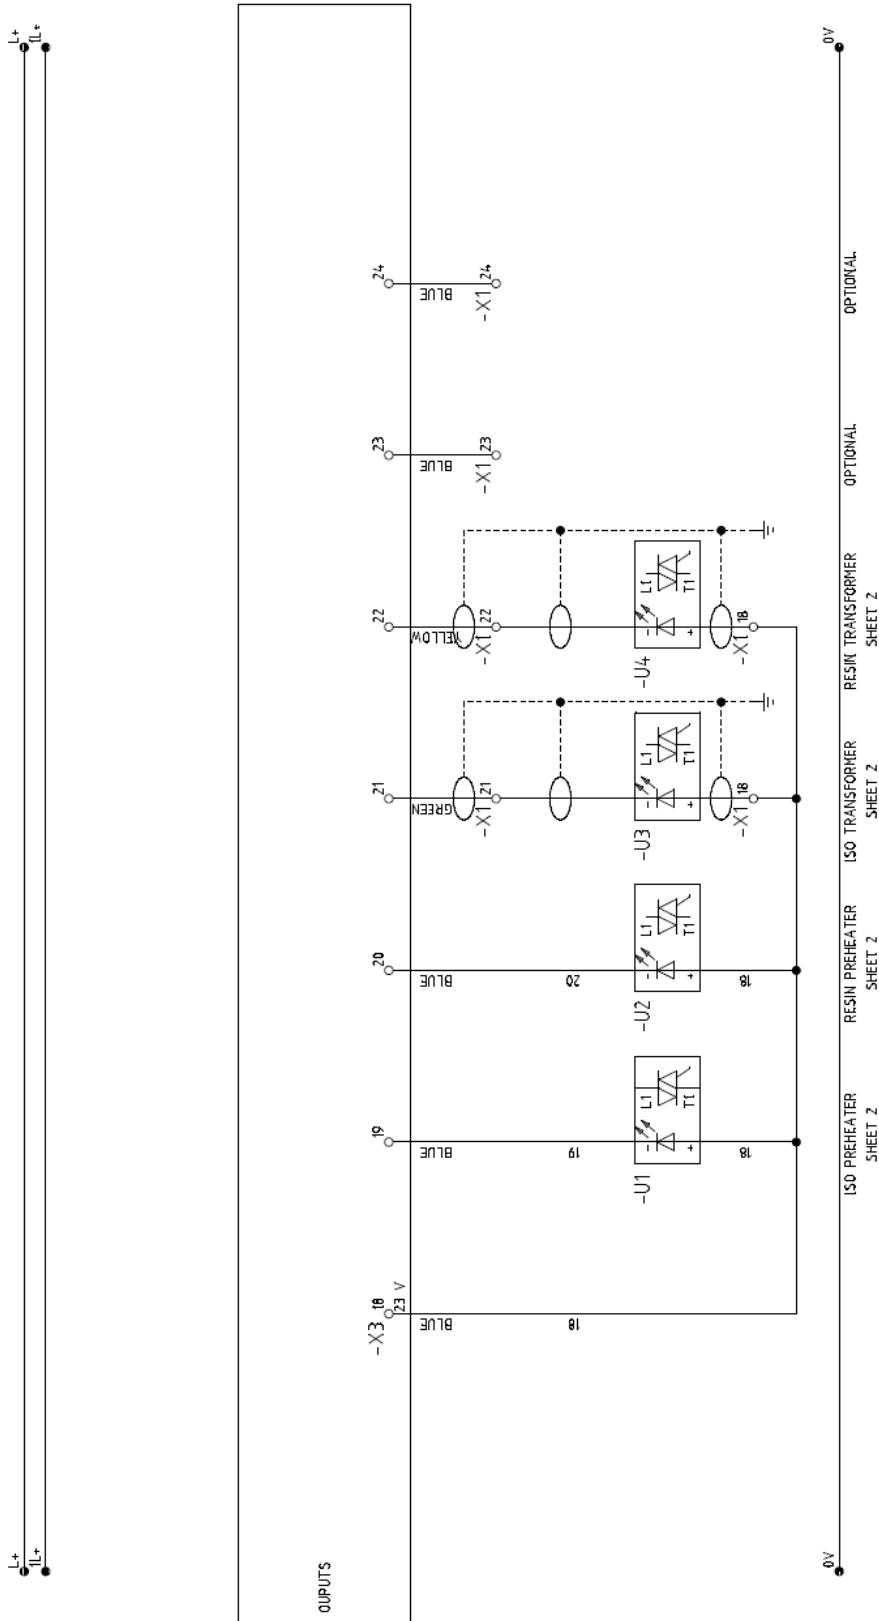 L+ L+
1L+ 1L+
OUPUTS
-X3 18 19 20 21 22 23 24
23 V
BLUE BLUE BLUE GREEN YELLOW BLUE BLUE
-X1 21 -X1 22 -X1 23 -X1 24
18 19 20
-U1 L1 -U2 L1 -U3 L1 -U4 L1
- - - -
+ T1 + T1 + T1 + T1
18 18 -X1 18 -X1 18
0V 0V
ISO PREHEATER RESIN PREHEATER ISO TRANSFORMER RESIN TRANSFORMER OPTIONAL OPTIONAL
SHEET 2 SHEET 2 SHEET 2 SHEET 2